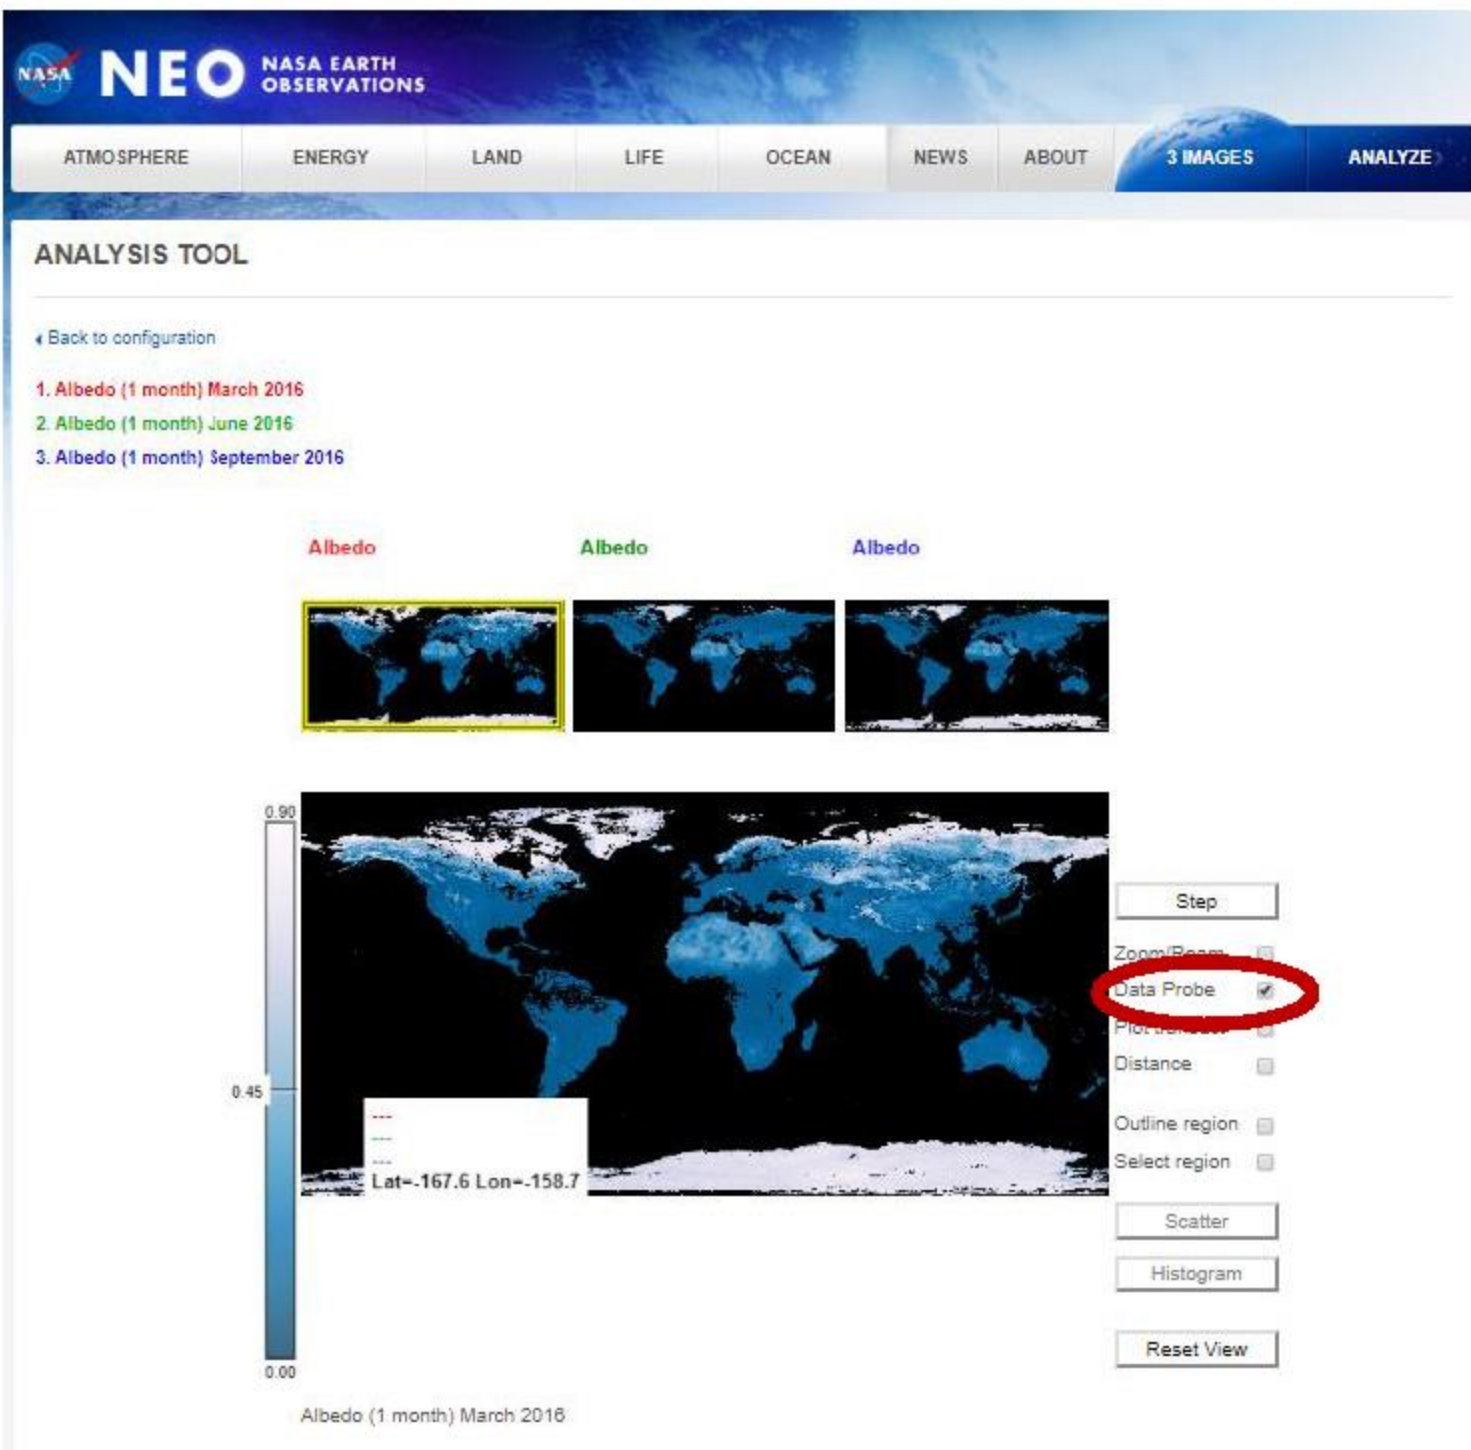 NASA NEO NASA EARTH
OBSERVATIONS
ATMOSPHERE ENERGY LAND LIFE OCEAN NEWS ABOUT 3 IMAGES ANALYZE
ANALYSIS TOOL
Back to configuration
1. Albedo (1 month) March 2016
2. Albedo (1 month) June 2016
3. Albedo (1 month) September 2016
Albedo Albedo Albedo
0.90
0.45
0.00
---
---
---
Lat=-167.6 Lon=-158.7
Step
Zoom/Roam
Data Probe
Distance
Outline region
Select region
Scatter
Histogram
Reset View
Albedo (1 month) March 2016